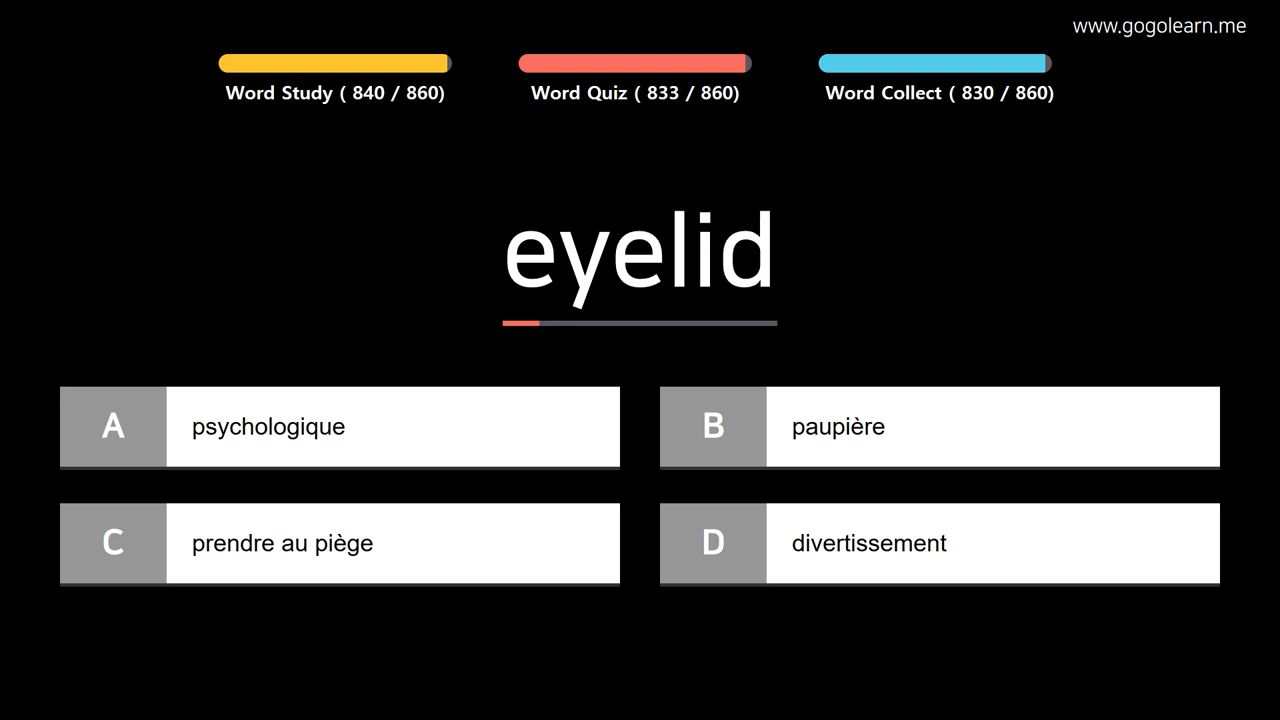 www.gogolearn.me
Word Study ( 840 / 860)
Word Quiz ( 833 / 860)
Word Collect ( 830 / 860)
eyelid
A psychologique
B paupière
C prendre au piège
D divertissement